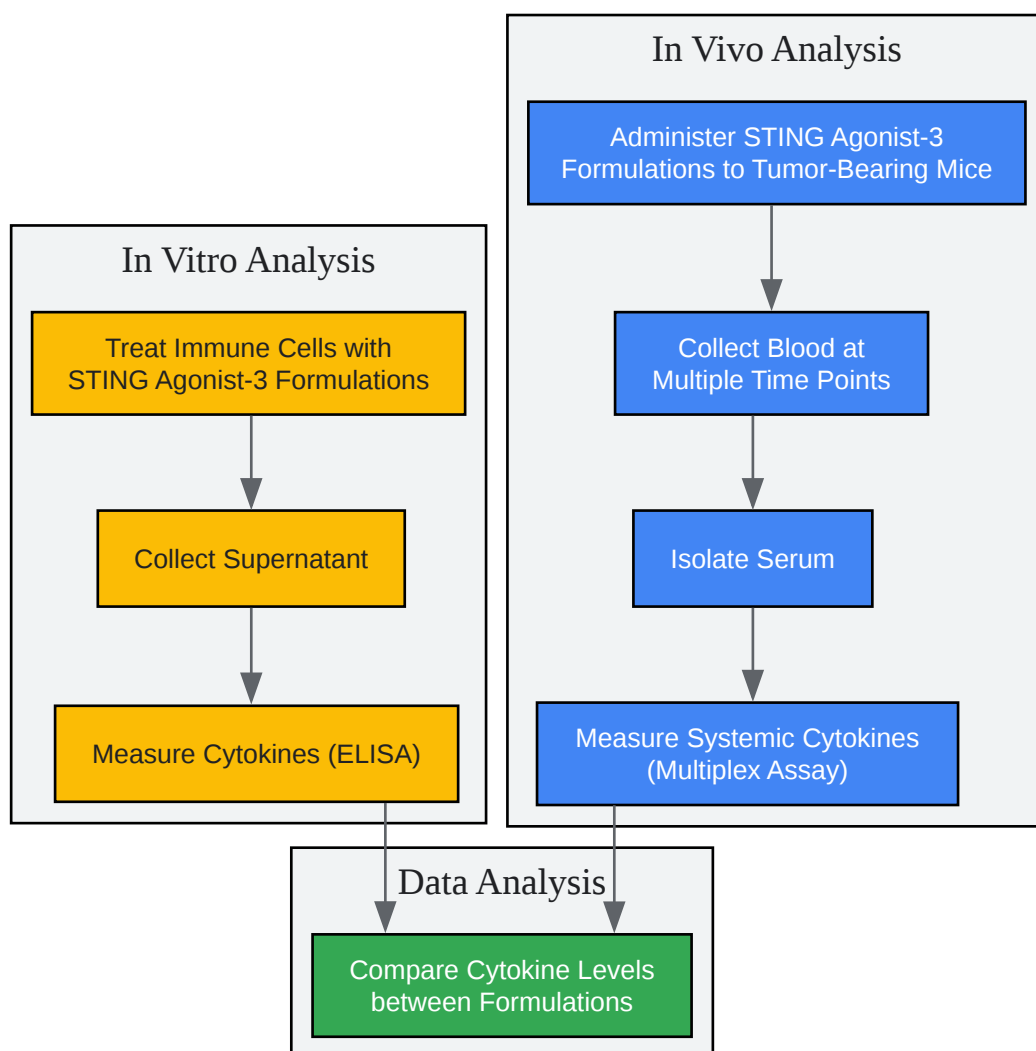 In Vitro Analysis
Treat Immune Cells with
STING Agonist-3 Formulations
Collect Supernatant
Measure Cytokines (ELISA)
In Vivo Analysis
Administer STING Agonist-3
Formulations to Tumor-Bearing Mice
Collect Blood at
Multiple Time Points
Isolate Serum
Measure Systemic Cytokines
(Multiplex Assay)
Data Analysis
Compare Cytokine Levels
between Formulations